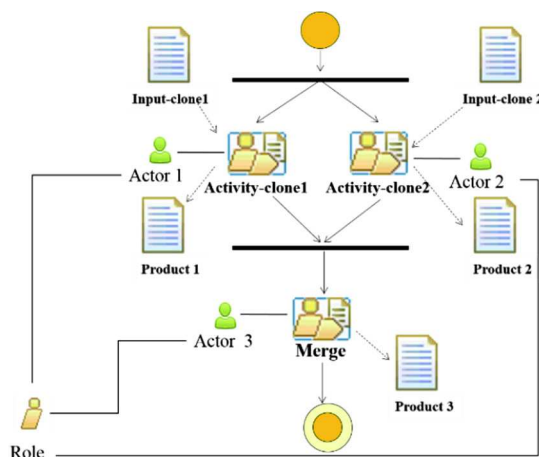 Input-clone1
Input-clone 2
Actor 1
Activity-clone1
Activity-clone2
Actor 2
Product 1
Product 2
Actor 3
Merge
Product 3
Role